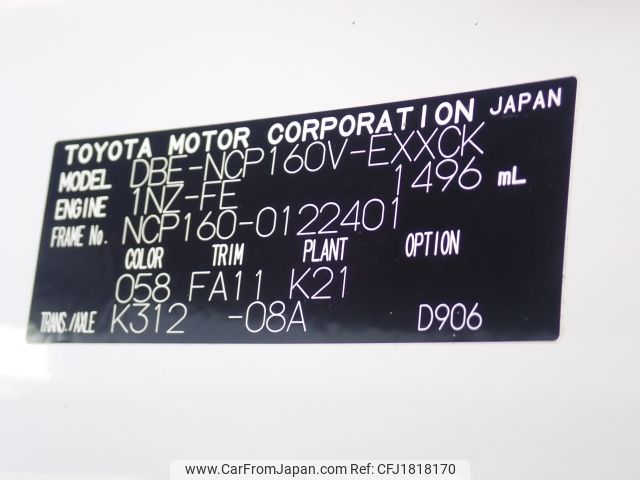 TOYOTA MOTOR CORPORATION JAPAN
MODEL DBE-NCP160V-EXXCK
ENGINE 1NZ-FE 1496 mL
FRAME No. NCP160-0122401
COLOR TRIM PLANT OPTION
058 FA11 K21
TRANS./AXLE K312 -08A D906
www.CarFromJapan.com | Ref ID: CFJ1818170